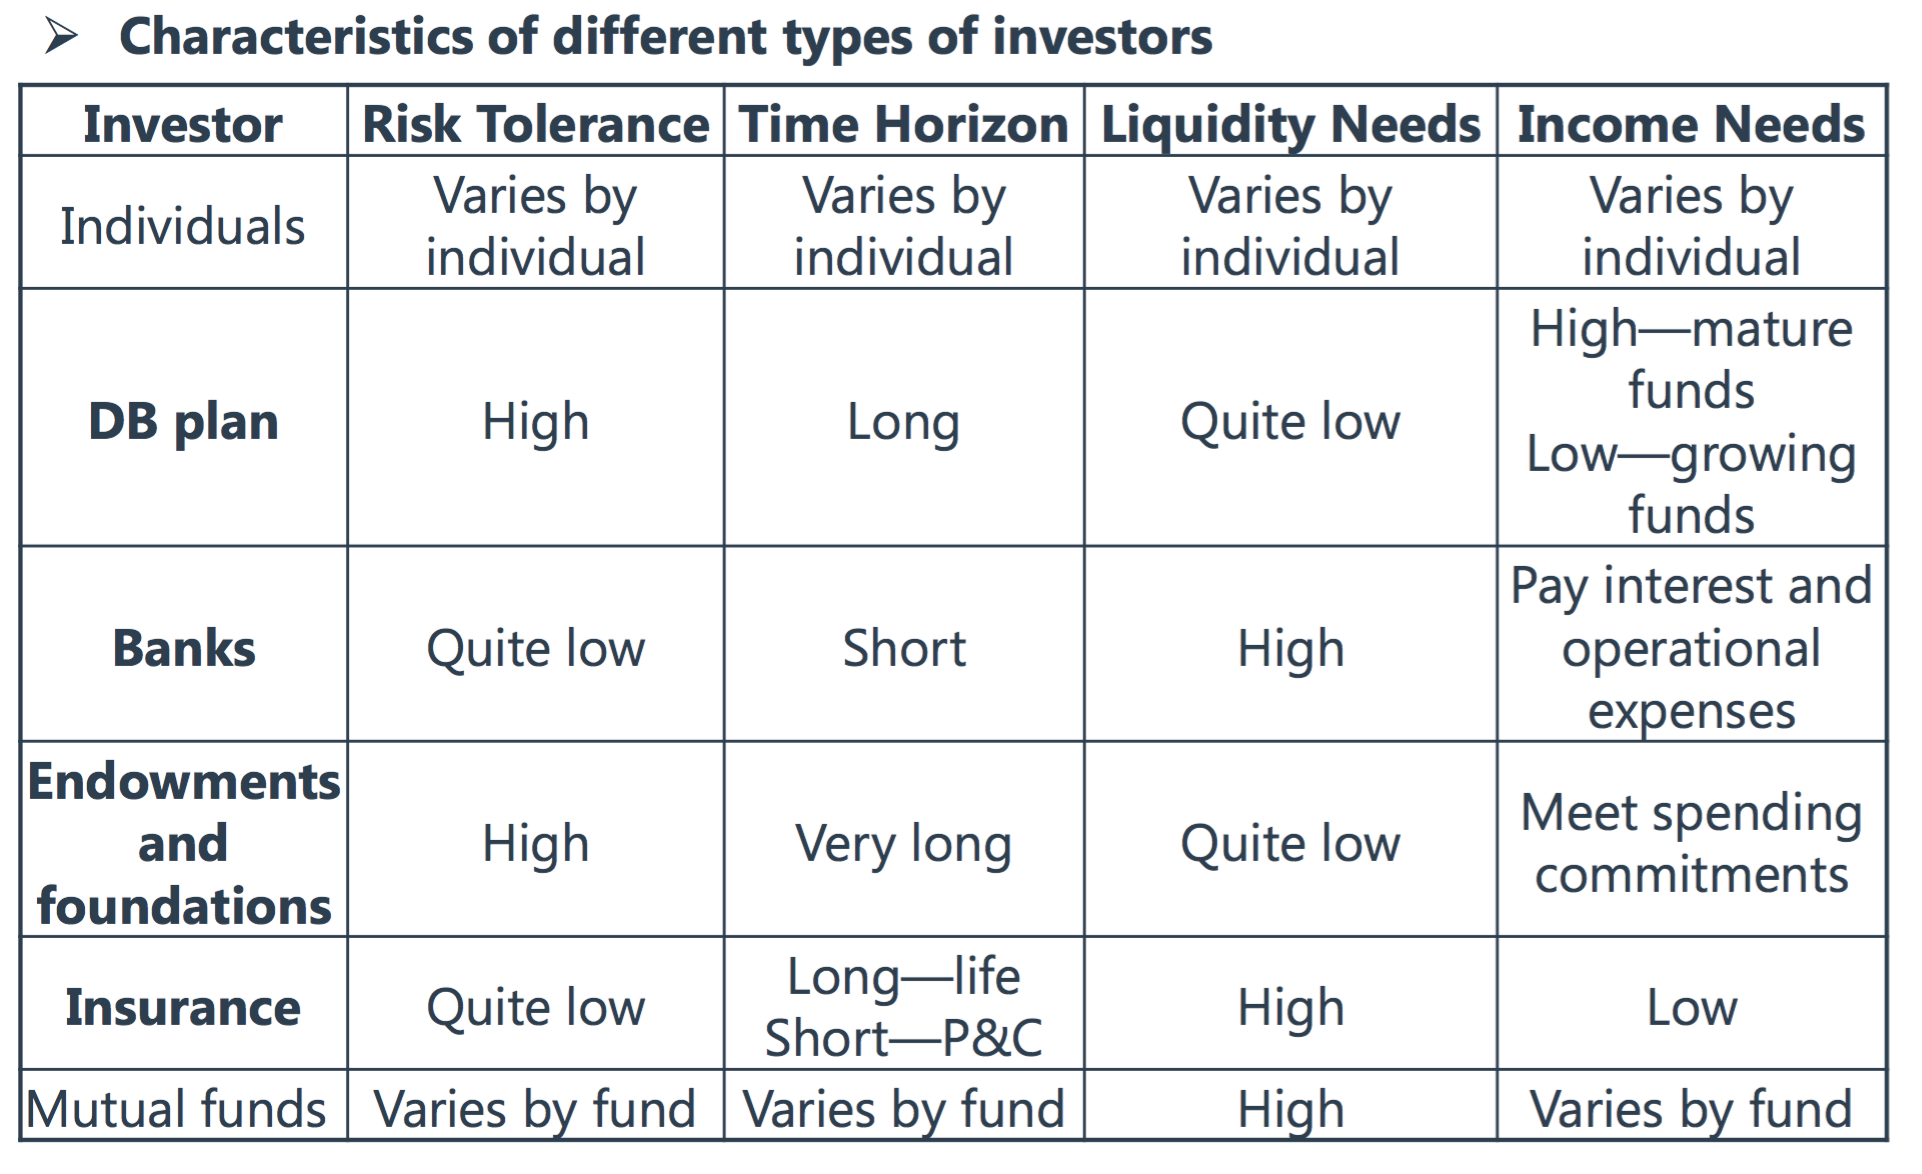 ➢ Characteristics of different types of investors
Investor Risk Tolerance Time Horizon Liquidity Needs Income Needs
Individuals
Varies by
individual
Varies by
individual
Varies by
individual
Varies by
individual
DB plan
High
Long
Quite low
High—mature
funds
Low—growing
funds
Banks
Quite low
Short
High
Pay interest and
operational
expenses
Endowments
and
foundations
High
Very long
Quite low
Meet spending
commitments
Insurance
Quite low
Long—life
Short—P&C
High
Low
Mutual funds Varies by fund Varies by fund High Varies by fund